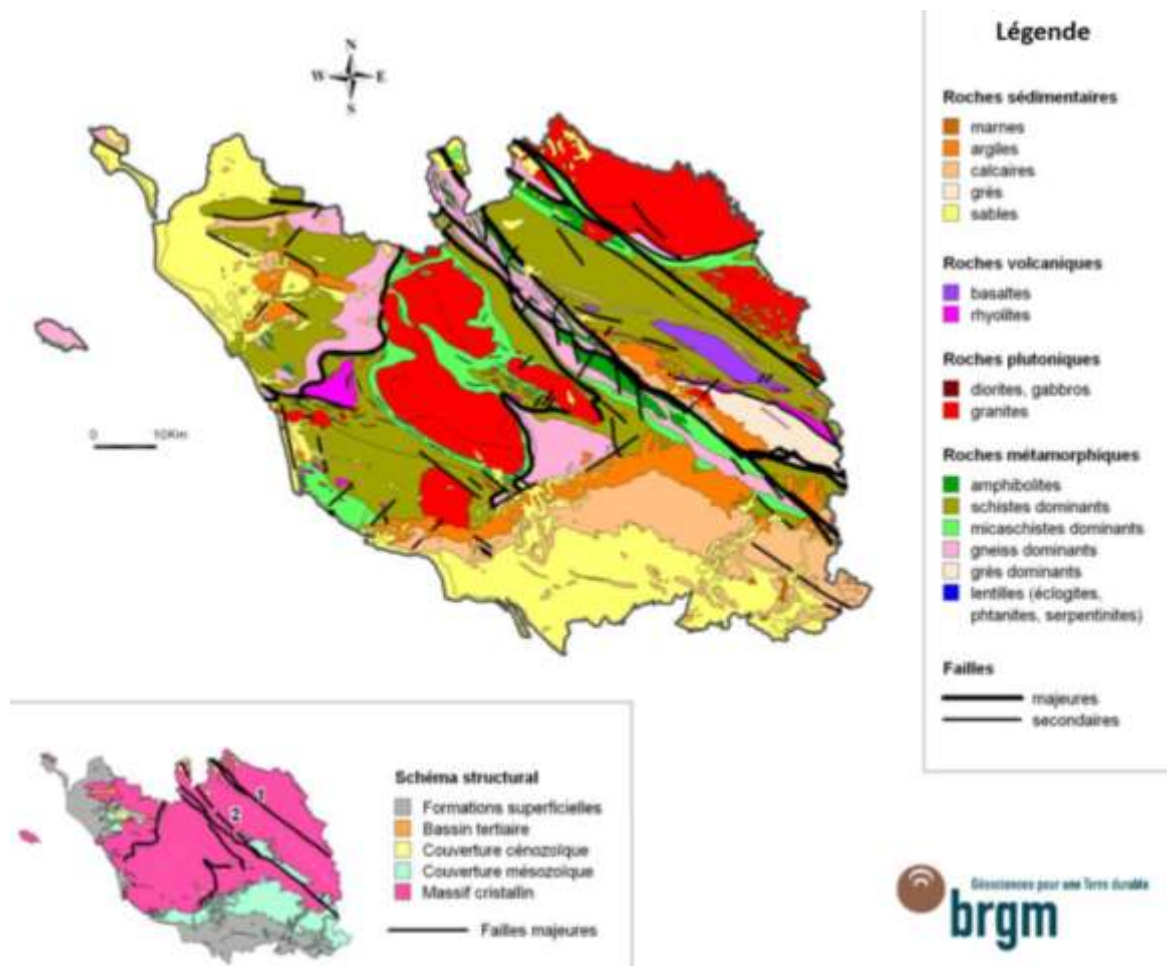 N
W E
S
0 10Km
Légende
Roches sédimentaires
marnes
argiles
calcaires
grès
sables
Roches volcaniques
basaltes
rhyolites
Roches plutoniques
diorites, gabbros
granites
Roches métamorphiques
amphibolites
schistes dominants
micaschistes dominants
gneiss dominants
grès dominants
lentilles (éclogites,
phtanites, serpentinites)
Failles
majeures
secondaires
1
2
Schéma structural
Formations superficielles
Bassin tertiaire
Couverture cénozoïque
Couverture mésozoïque
Massif cristallin
Failles majeures
Géosciences pour une Terre durable
brgm